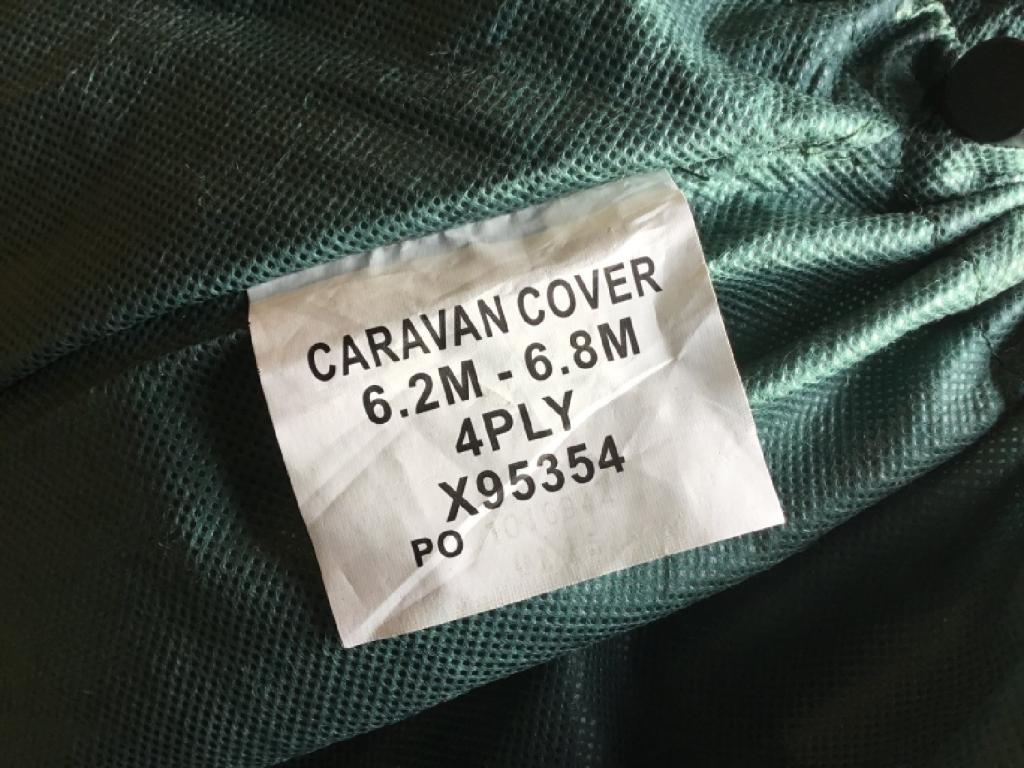 CARAVAN COVER
6.2M - 6.8M
4PLY
X95354
PO